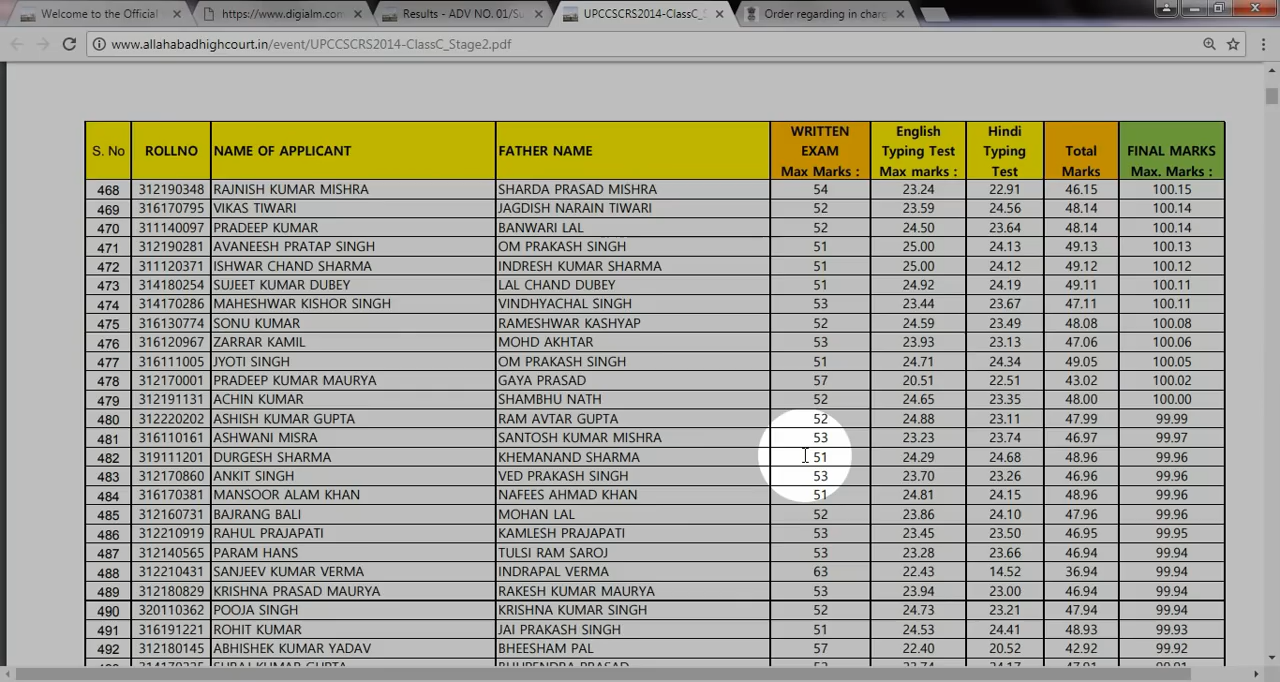 Welcome to the Official
https://www.digialm.com
Results - ADV NO. 01/Su
UPCCSCRS2014-ClassC_S
Order regarding in charg
www.allahabadhighcourt.in/event/UPCCSCRS2014-ClassC_Stage2.pdf
S. No ROLLNO NAME OF APPLICANT FATHER NAME WRITTEN EXAM Max Marks : English Typing Test Max marks : Hindi Typing Test Total Marks FINAL MARKS Max. Marks :
468 312190348 RAJNISH KUMAR MISHRA SHARDA PRASAD MISHRA 54 23.24 22.91 46.15 100.15
469 316170795 VIKAS TIWARI JAGDISH NARAIN TIWARI 52 23.59 24.56 48.14 100.14
470 311140097 PRADEEP KUMAR BANWARI LAL 52 24.50 23.64 48.14 100.14
471 312190281 AVANEESH PRATAP SINGH OM PRAKASH SINGH 51 25.00 24.13 49.13 100.13
472 311120371 ISHWAR CHAND SHARMA INDRESH KUMAR SHARMA 51 25.00 24.12 49.12 100.12
473 314180254 SUJEET KUMAR DUBEY LAL CHAND DUBEY 51 24.92 24.19 49.11 100.11
474 314170286 MAHESHWAR KISHOR SINGH VINDHYACHAL SINGH 53 23.44 23.67 47.11 100.11
475 316130774 SONU KUMAR RAMESHWAR KASHYAP 52 24.59 23.49 48.08 100.08
476 316120967 ZARRAR KAMIL MOHD AKHTAR 53 23.93 23.13 47.06 100.06
477 316111005 JYOTI SINGH OM PRAKASH SINGH 51 24.71 24.34 49.05 100.05
478 312170001 PRADEEP KUMAR MAURYA GAYA PRASAD 57 20.51 22.51 43.02 100.02
479 312191131 ACHIN KUMAR SHAMBHU NATH 52 24.65 23.35 48.00 100.00
480 312220202 ASHISH KUMAR GUPTA RAM AVTAR GUPTA 52 24.88 23.11 47.99 99.99
481 316110161 ASHWANI MISRA SANTOSH KUMAR MISHRA 53 23.23 23.74 46.97 99.97
482 319111201 DURGESH SHARMA KHEMANAND SHARMA 51 24.29 24.68 48.96 99.96
483 312170860 ANKIT SINGH VED PRAKASH SINGH 53 23.70 23.26 46.96 99.96
484 316170381 MANSOOR ALAM KHAN NAFEES AHMAD KHAN 51 24.81 24.15 48.96 99.96
485 312160731 BAJRANG BALI MOHAN LAL 52 23.86 24.10 47.96 99.96
486 312210919 RAHUL PRAJAPATI KAMLESH PRAJAPATI 53 23.45 23.50 46.95 99.95
487 312140565 PARAM HANS TULSI RAM SAROJ 53 23.28 23.66 46.94 99.94
488 312210431 SANJEEV KUMAR VERMA INDRAPAL VERMA 63 22.43 14.52 36.94 99.94
489 312180829 KRISHNA PRASAD MAURYA RAKESH KUMAR MAURYA 53 23.94 23.00 46.94 99.94
490 320110362 POOJA SINGH KRISHNA KUMAR SINGH 52 24.73 23.21 47.94 99.94
491 316191221 ROHIT KUMAR JAI PRAKASH SINGH 51 24.53 24.41 48.93 99.93
492 312180145 ABHISHEK KUMAR YADAV BHEESHAM PAL 57 22.40 20.52 42.92 99.92